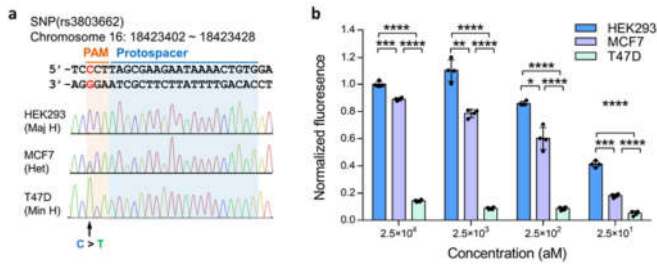 a
SNP(rs3803662)
Chromosome 16: 18423402 ~ 18423428
PAM Protospacer
5' -TCCCTTAGCGAAGAATAAAACTGTGGA
3' -AGGGAATCGCTTCTTATTTTGACACCT
HEK293
(Maj H)
MCF7
(Het)
T47D
(Min H)
C > T
b
HEK293
MCF7
T47D
Normalized fluoresence
1.4
1.2
1.0
0.8
0.6
0.4
0.2
0.0
**** **** **** ****
*** **** ** **** * **** *** ****
2.5×10⁴ 2.5×10³ 2.5×10² 2.5×10¹
Concentration (aM)